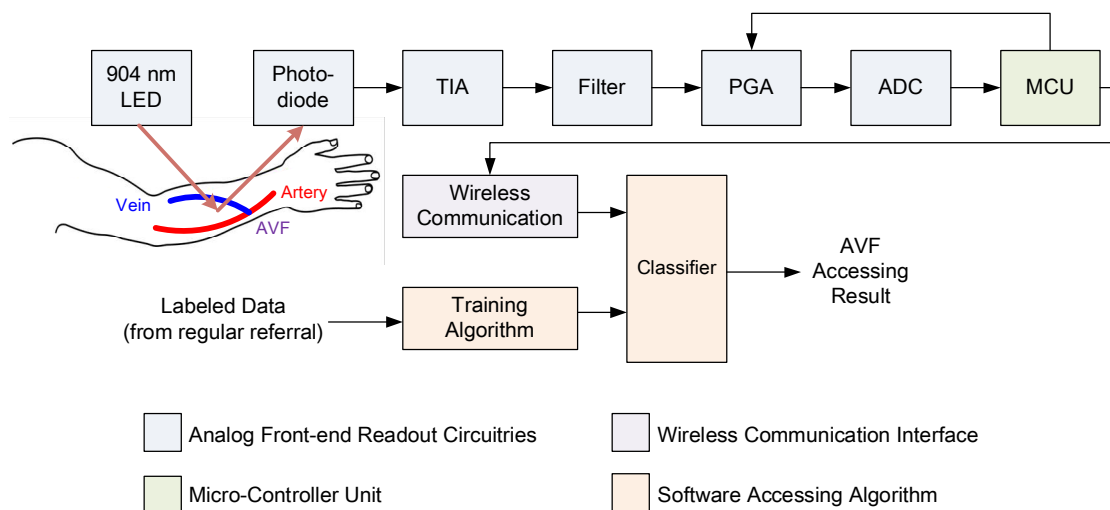 904 nm
LED
Photo-
diode
TIA
Filter
PGA
ADC
MCU
Vein
Artery
AVF
Wireless
Communication
Classifier
AVF
Accessing
Result
Labeled Data
(from regular referral)
Training
Algorithm
Analog Front-end Readout Circuitries
Wireless Communication Interface
Micro-Controller Unit
Software Accessing Algorithm